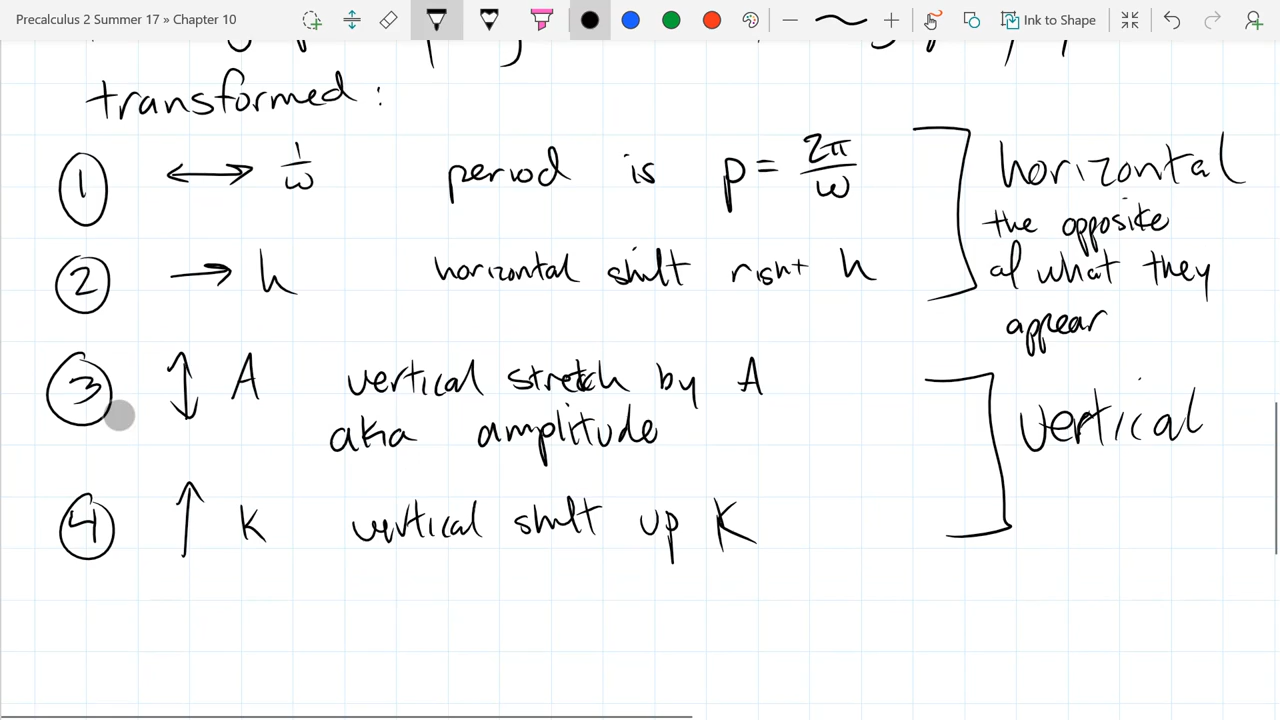 Precalculus 2 Summer 17 » Chapter 10
Ink to Shape
transformed:
① ↔ 1/ω period is p = 2π/ω
② → h horizontal shift right h
horizontal
the opposite
of what they
appear
③ ↕ A vertical stretch by A
aka amplitude
④ ↑ K vertical shift up K
vertical